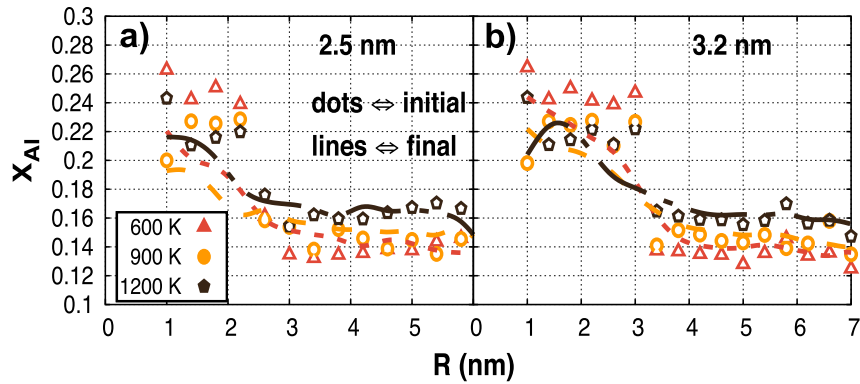 a) 2.5 nm
b) 3.2 nm
dots ⇔ initial
lines ⇔ final
X_Al
0.3
0.28
0.26
0.24
0.22
0.2
0.18
0.16
0.14
0.12
0.1
600 K
900 K
1200 K
0 1 2 3 4 5 0 1 2 3 4 5 6 7
R (nm)